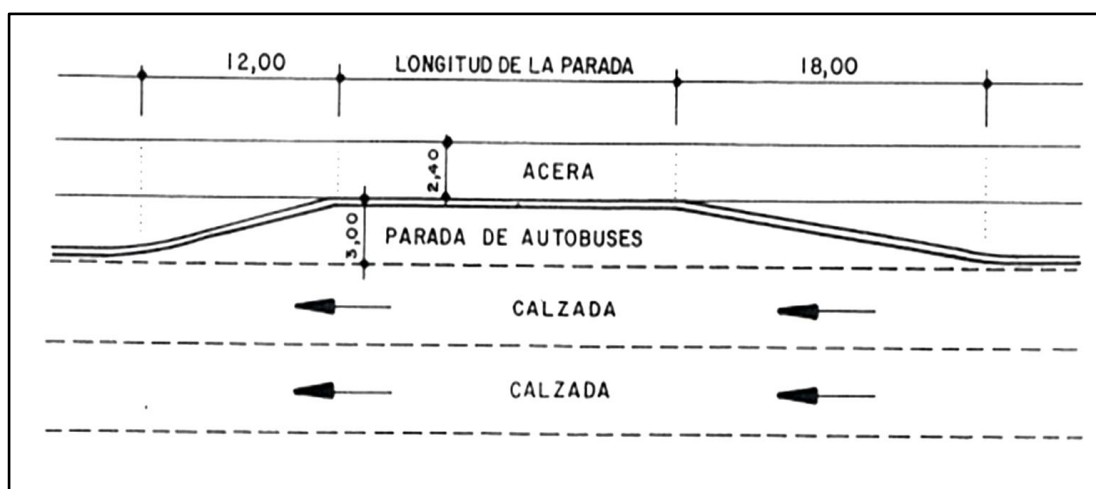 12,00 LONGITUD DE LA PARADA 18,00
2,40
ACERA
3,00
PARADA DE AUTOBUSES
CALZADA
CALZADA